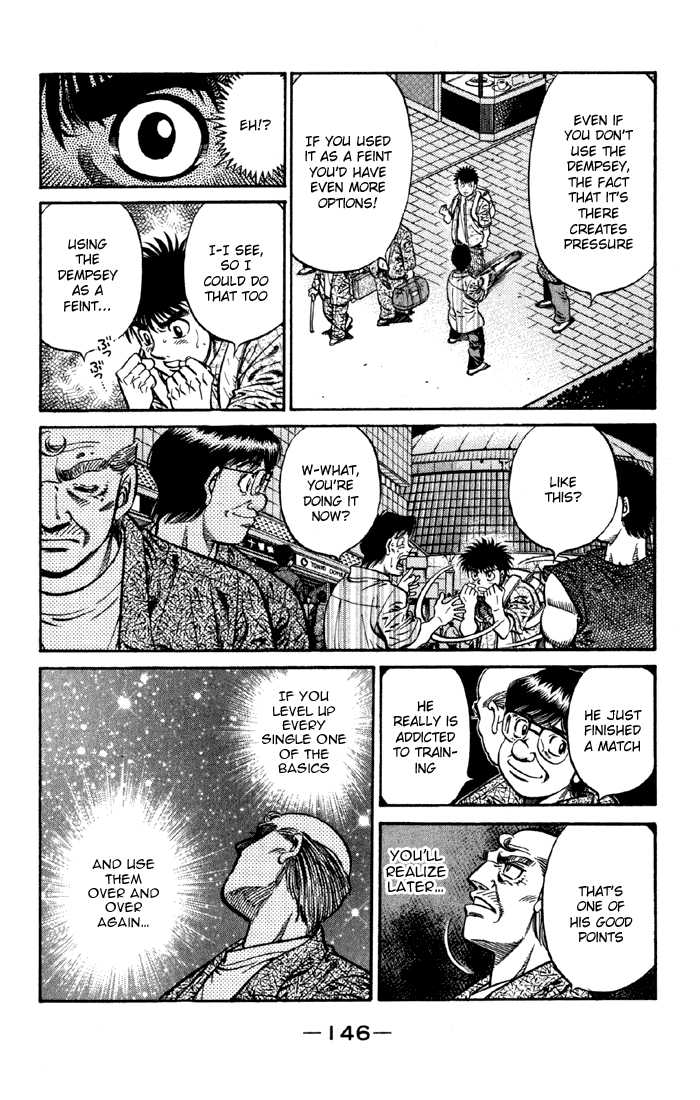 EVEN IF
YOU DON'T
USE THE
DEMPSEY,
THE FACT
THAT IT'S
THERE
CREATES
PRESSURE
IF YOU USED
IT AS A FEINT
YOU'D HAVE
EVEN MORE
OPTIONS!
EH!?
I-I SEE,
SO I
COULD DO
THAT TOO
USING
THE
DEMPSEY
AS A
FEINT...
LIKE
THIS?
W-WHAT,
YOU'RE
DOING IT
NOW?
HE JUST
FINISHED
A MATCH
HE
REALLY IS
ADDICTED
TO TRAIN-
ING
THAT'S
ONE OF
HIS GOOD
POINTS
YOU'LL
REALIZE
LATER...
IF YOU
LEVEL UP
EVERY
SINGLE ONE
OF THE
BASICS
AND USE
THEM
OVER AND
OVER
AGAIN...
—146—